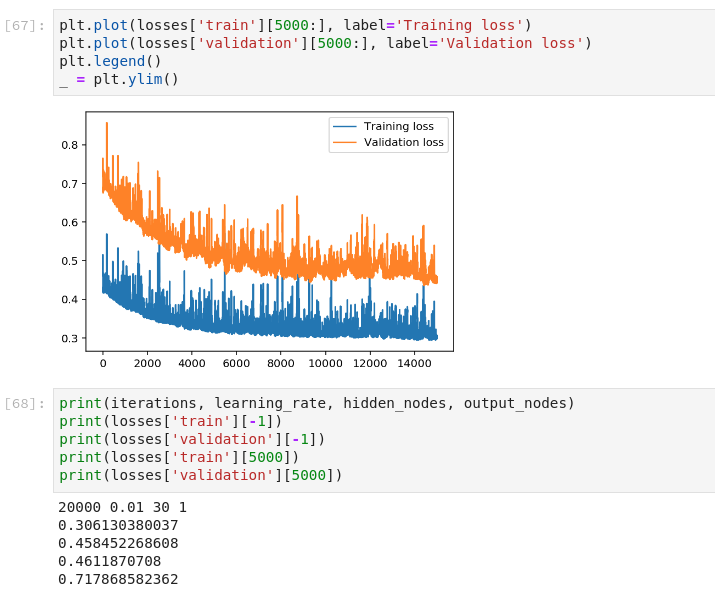 [67]: plt.plot(losses['train'][5000:], label='Training loss')
plt.plot(losses['validation'][5000:], label='Validation loss')
plt.legend()
_ = plt.ylim()
Training loss
Validation loss
0.8
0.7
0.6
0.5
0.4
0.3
0 2000 4000 6000 8000 10000 12000 14000
[68]: print(iterations, learning_rate, hidden_nodes, output_nodes)
print(losses['train'][-1])
print(losses['validation'][-1])
print(losses['train'][5000])
print(losses['validation'][5000])
20000 0.01 30 1
0.306130380037
0.458452268608
0.4611870708
0.717868582362